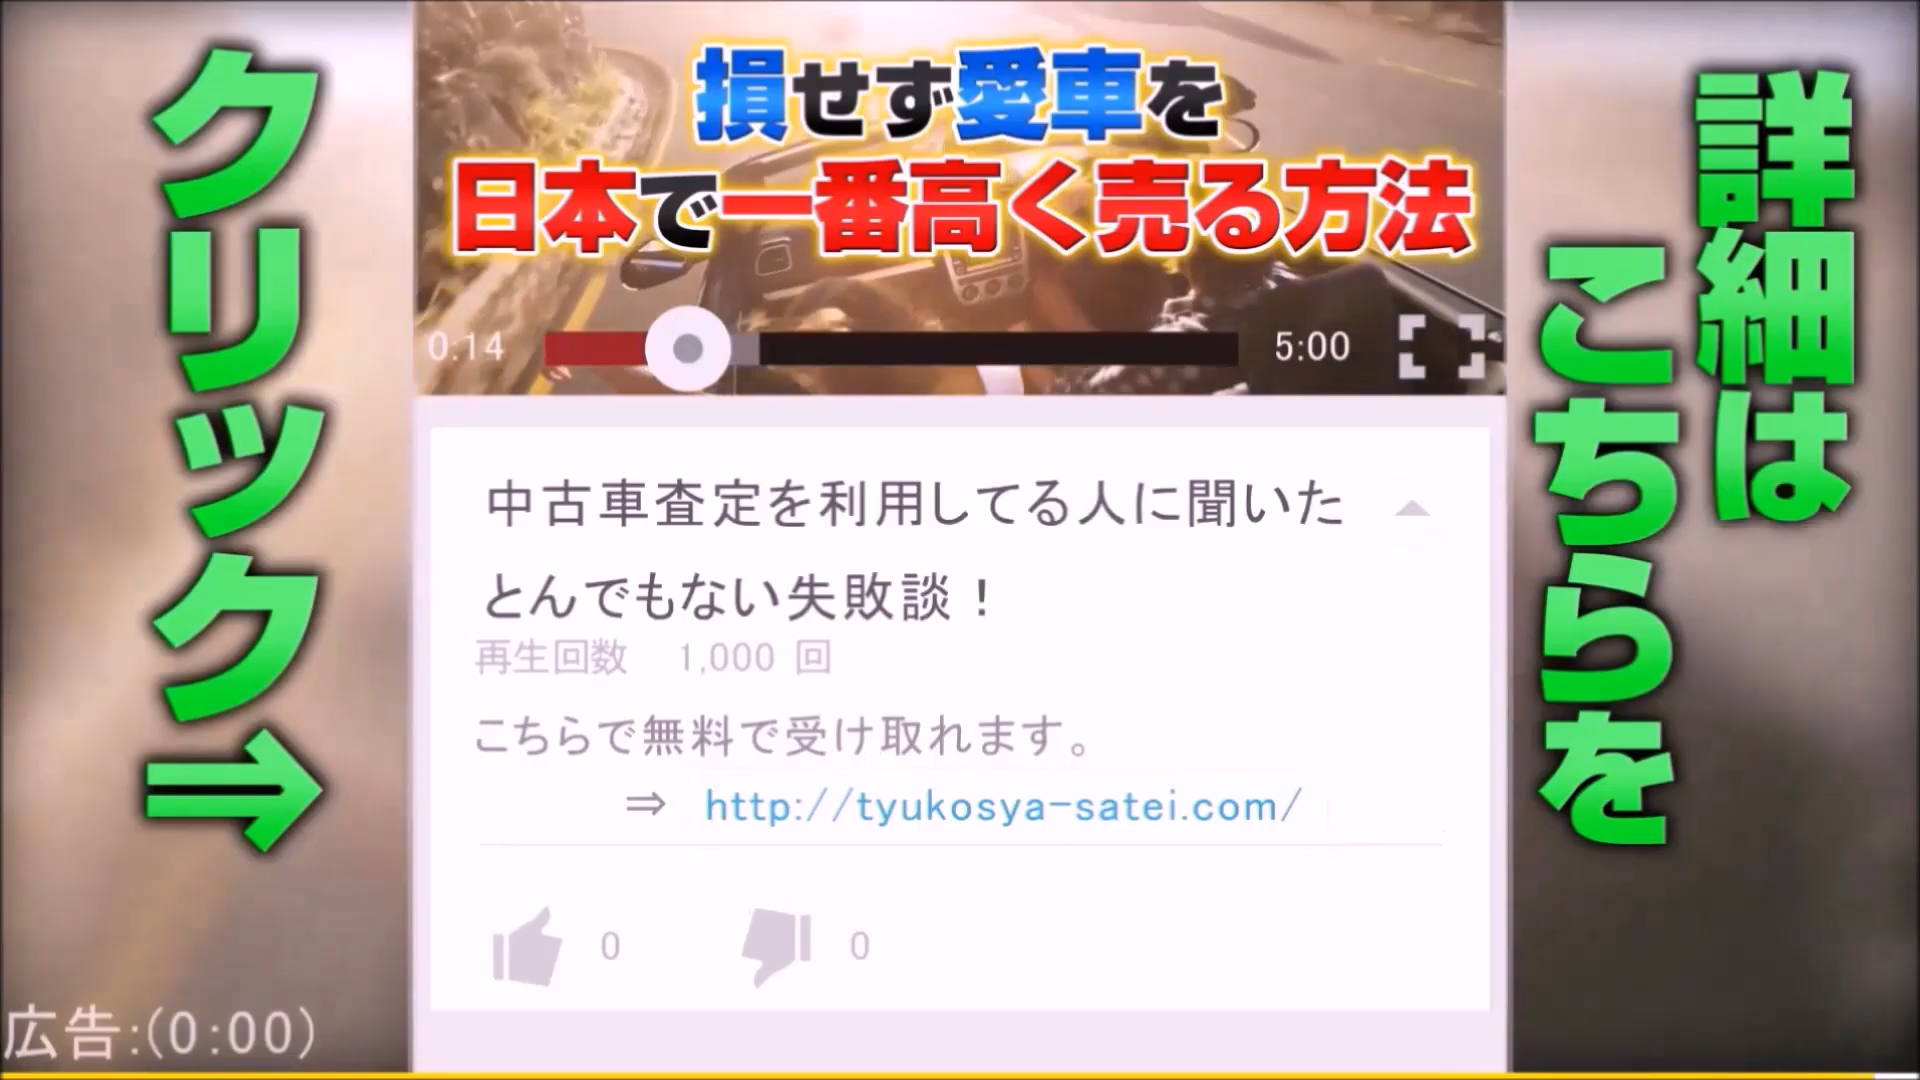 詳細は
こちらを
クリック⇒
損せず愛車を
日本で一番高く売る方法
0:14
5:00
中古車査定を利用してる人に聞いた
とんでもない失敗談！
再生回数 1,000 回
こちらで無料で受け取れます。
⇒ http://tyukosya-satei.com/
0
0
広告:(0:00)